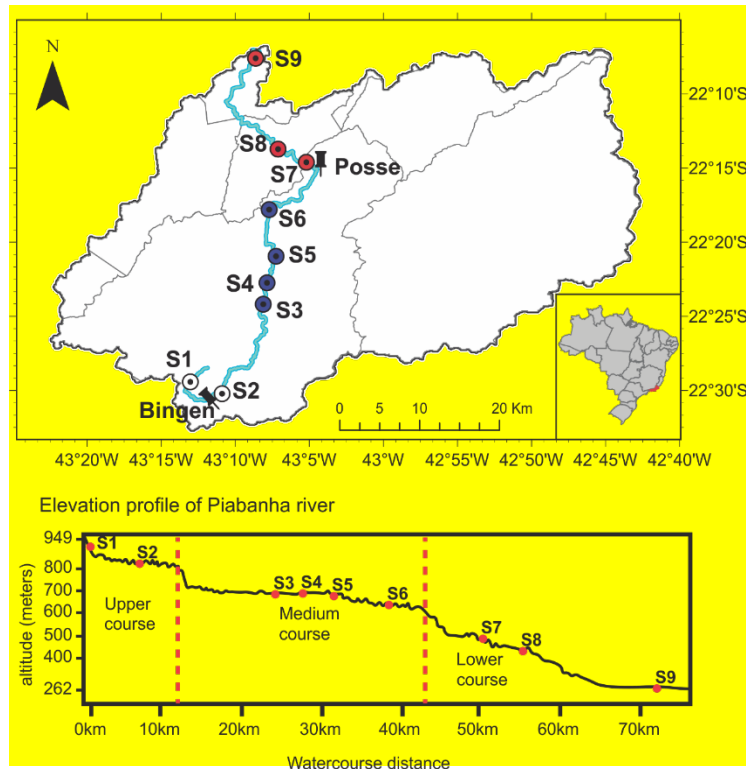 N
S9
22°10'S
S8
22°15'S
S7
Posse
S6
22°20'S
S5
S4
22°25'S
S3
S1
S2
22°30'S
Bingen
0 5 10 20 Km
43°20'W 43°15'W 43°10'W 43°5'W 43°0'W 42°55'W 42°50'W 42°45'W 42°40'W
Elevation profile of Piabanha river
altitude (meters)
949
800
700
600
500
400
262
S1 S2 S3 S4 S5 S6 S7 S8 S9
Upper
course
Medium
course
Lower
course
0km 10km 20km 30km 40km 50km 60km 70km
Watercourse distance